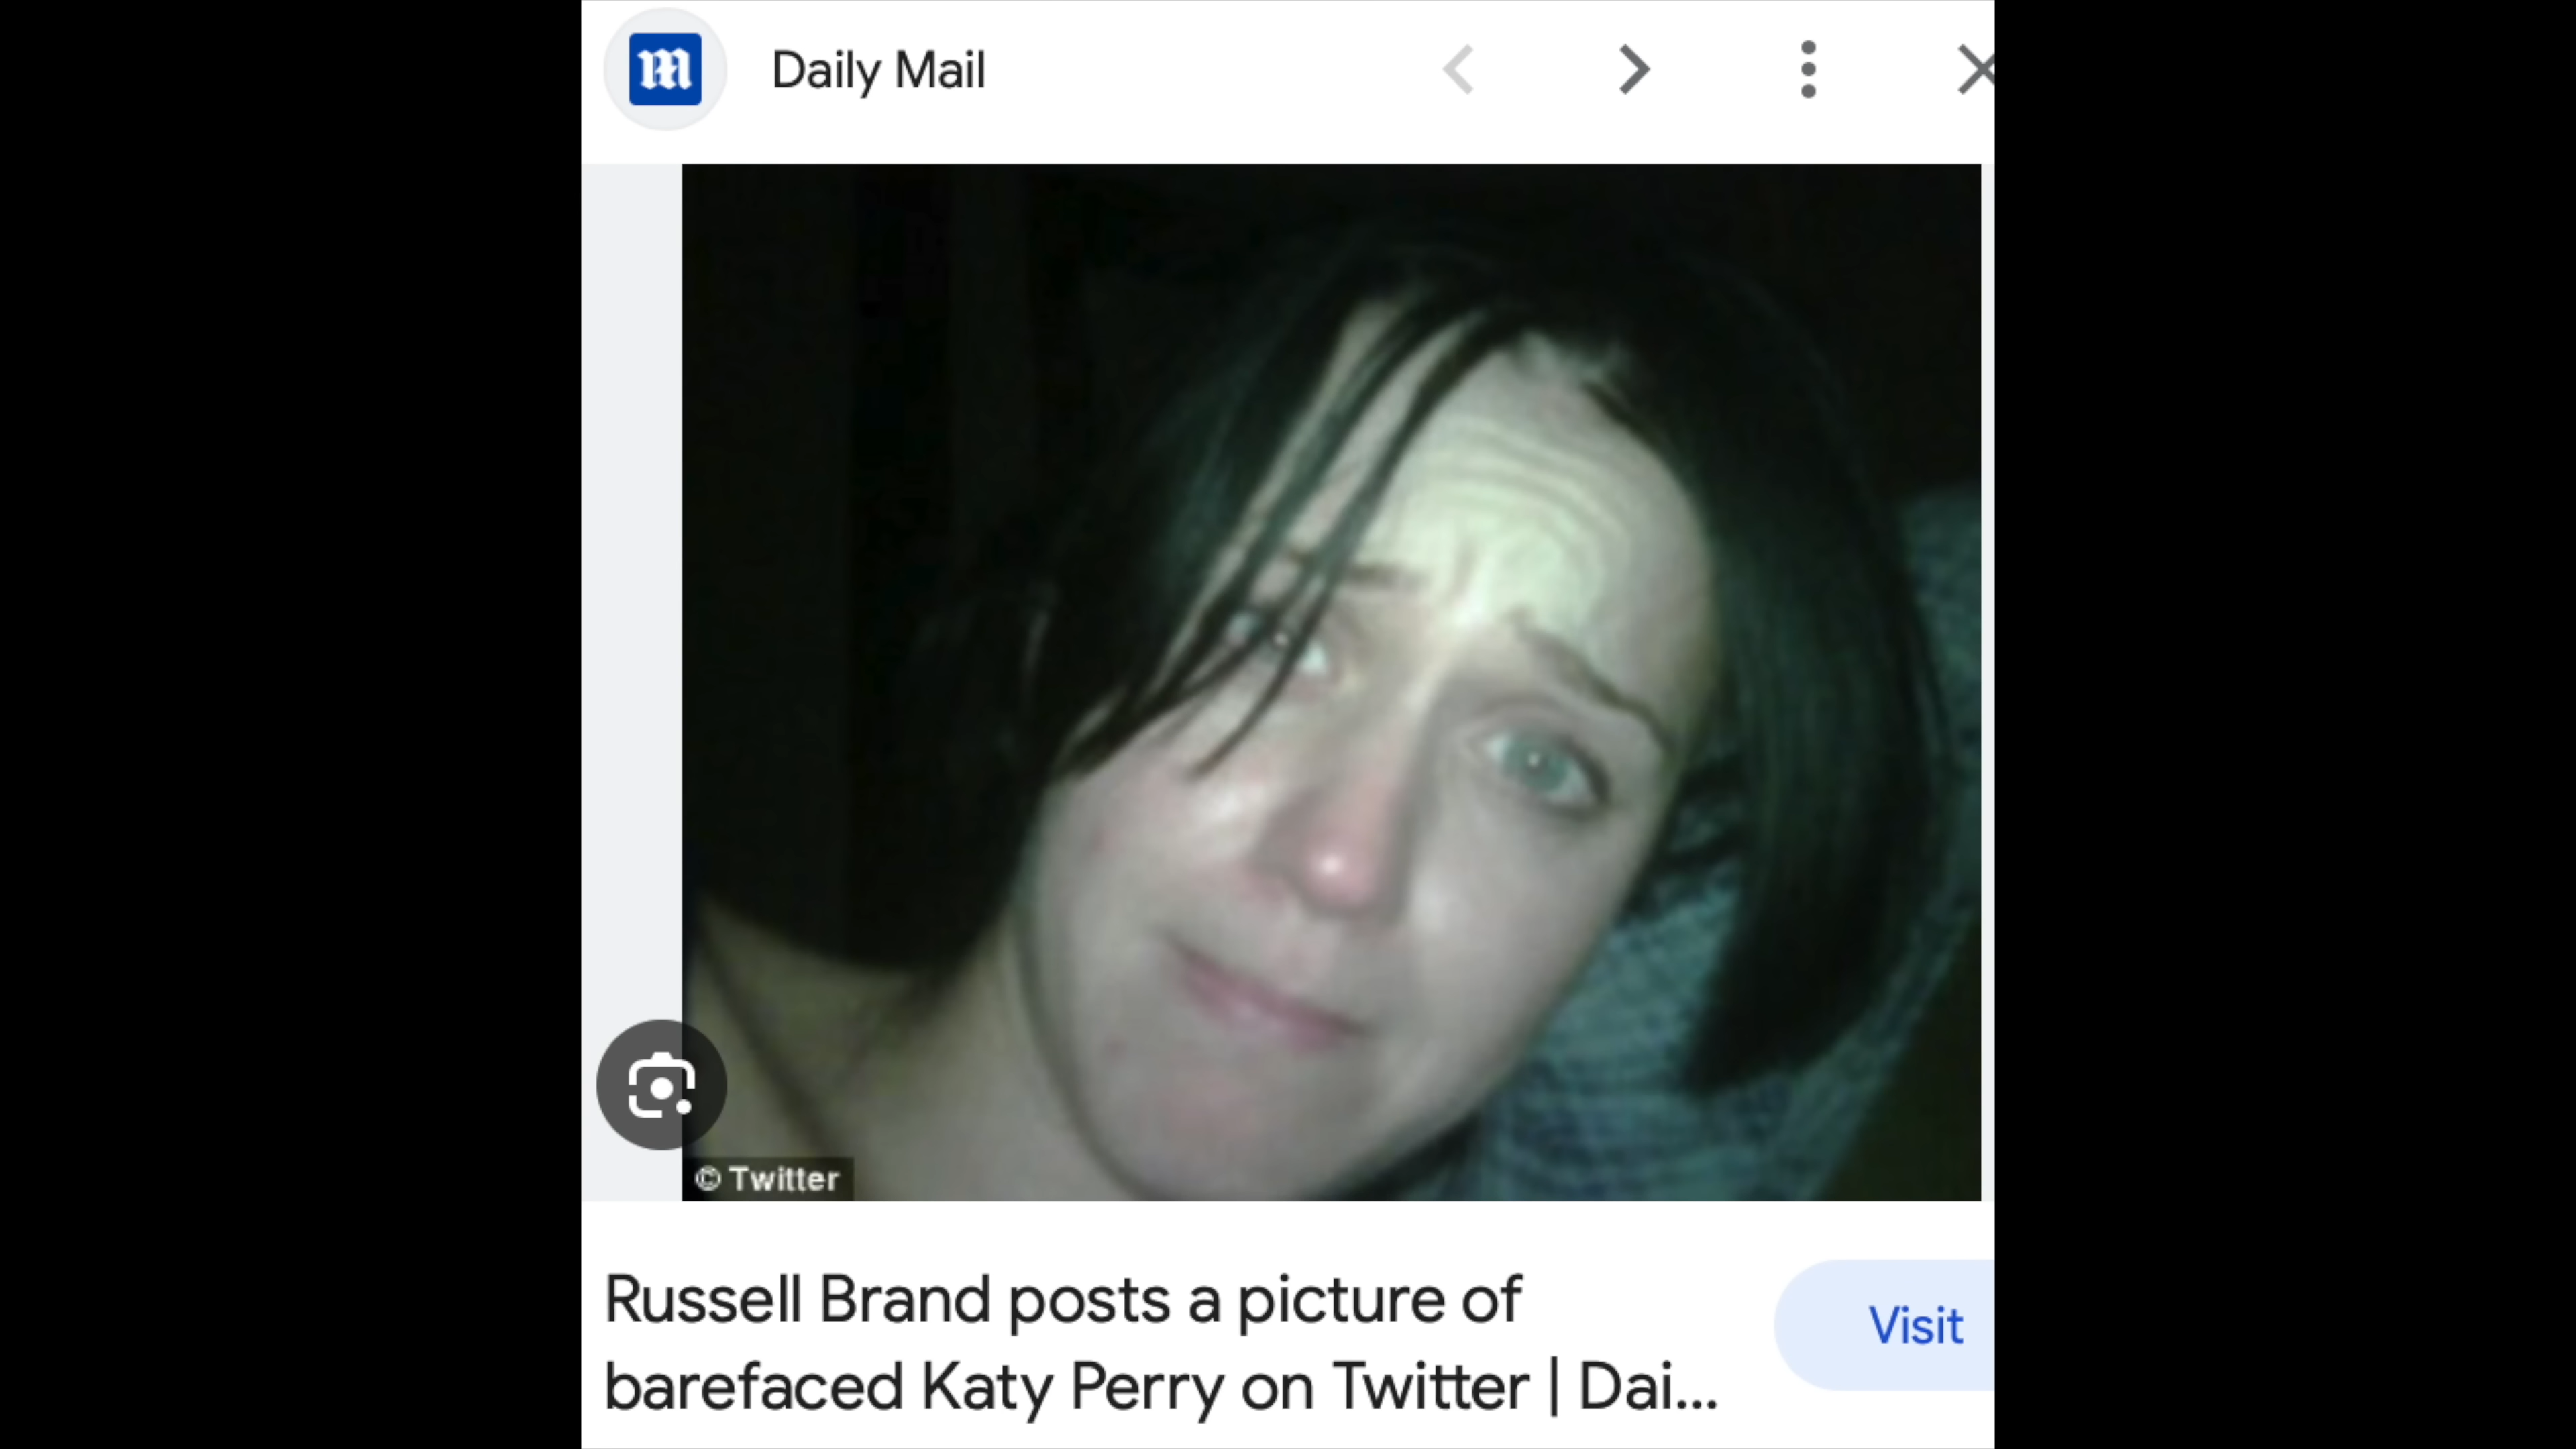 Daily Mail
© Twitter
Russell Brand posts a picture of
barefaced Katy Perry on Twitter | Dai...
Visit